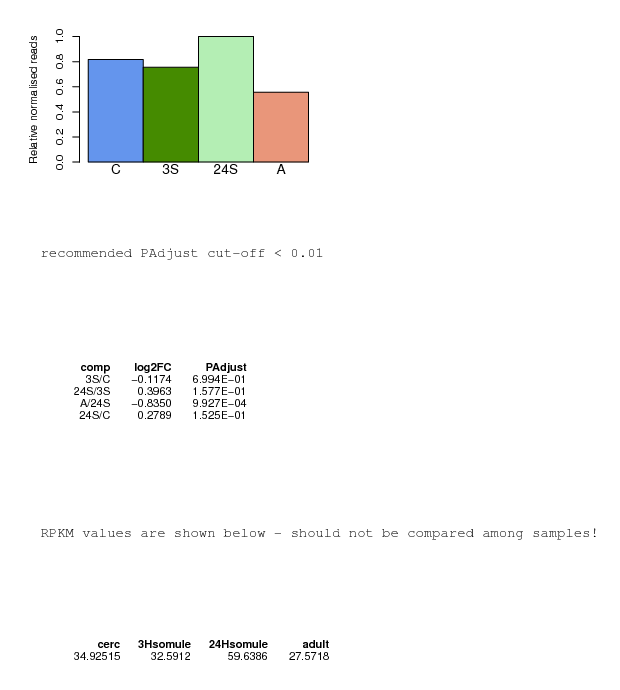 Relative normalised reads
1.0
0.8
0.6
0.4
0.2
0.0
C 3S 24S A
recommended PAdjust cut-off < 0.01
comp log2FC PAdjust
3S/C −0.1174 6.994E−01
24S/3S 0.3963 1.577E−01
A/24S −0.8350 9.927E−04
24S/C 0.2789 1.525E−01
RPKM values are shown below - should not be compared among samples!
cerc 3Hsomule 24Hsomule adult
34.92515 32.5912 59.6386 27.5718